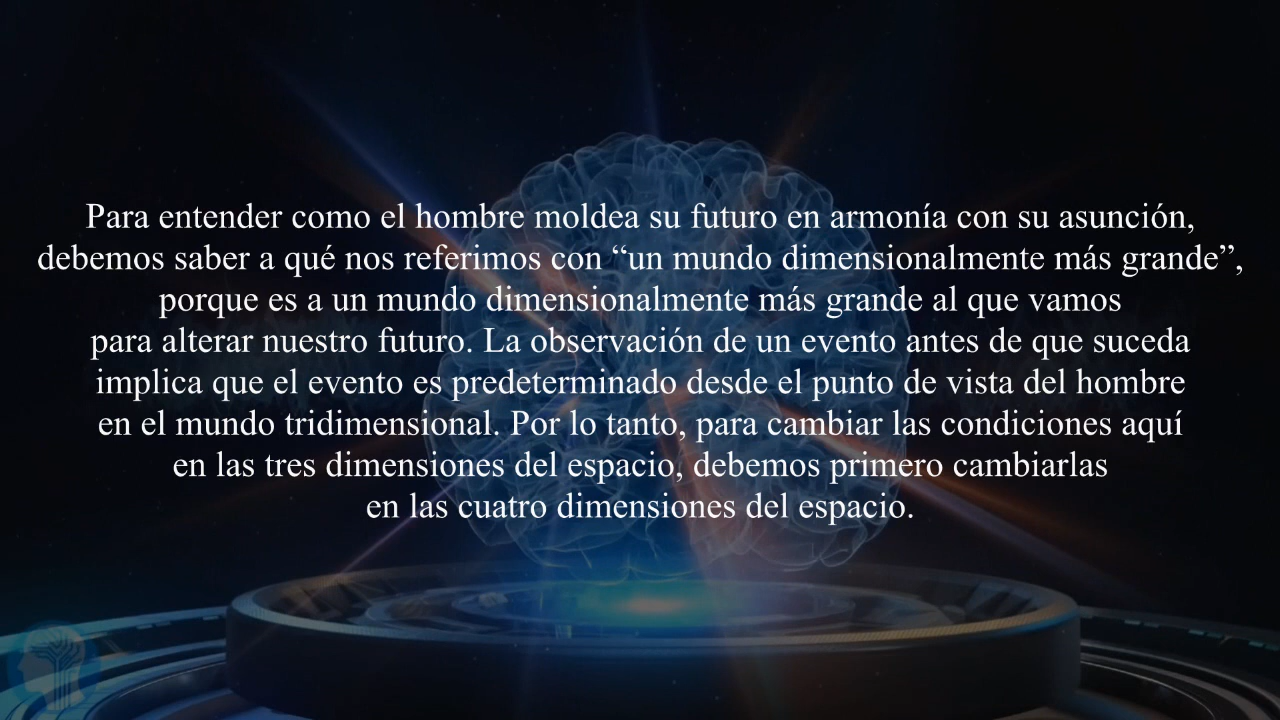 Para entender como el hombre moldea su futuro en armonía con su asunción,
debemos saber a qué nos referimos con “un mundo dimensionalmente más grande”,
porque es a un mundo dimensionalmente más grande al que vamos
para alterar nuestro futuro. La observación de un evento antes de que suceda
implica que el evento es predeterminado desde el punto de vista del hombre
en el mundo tridimensional. Por lo tanto, para cambiar las condiciones aquí
en las tres dimensiones del espacio, debemos primero cambiarlas
en las cuatro dimensiones del espacio.